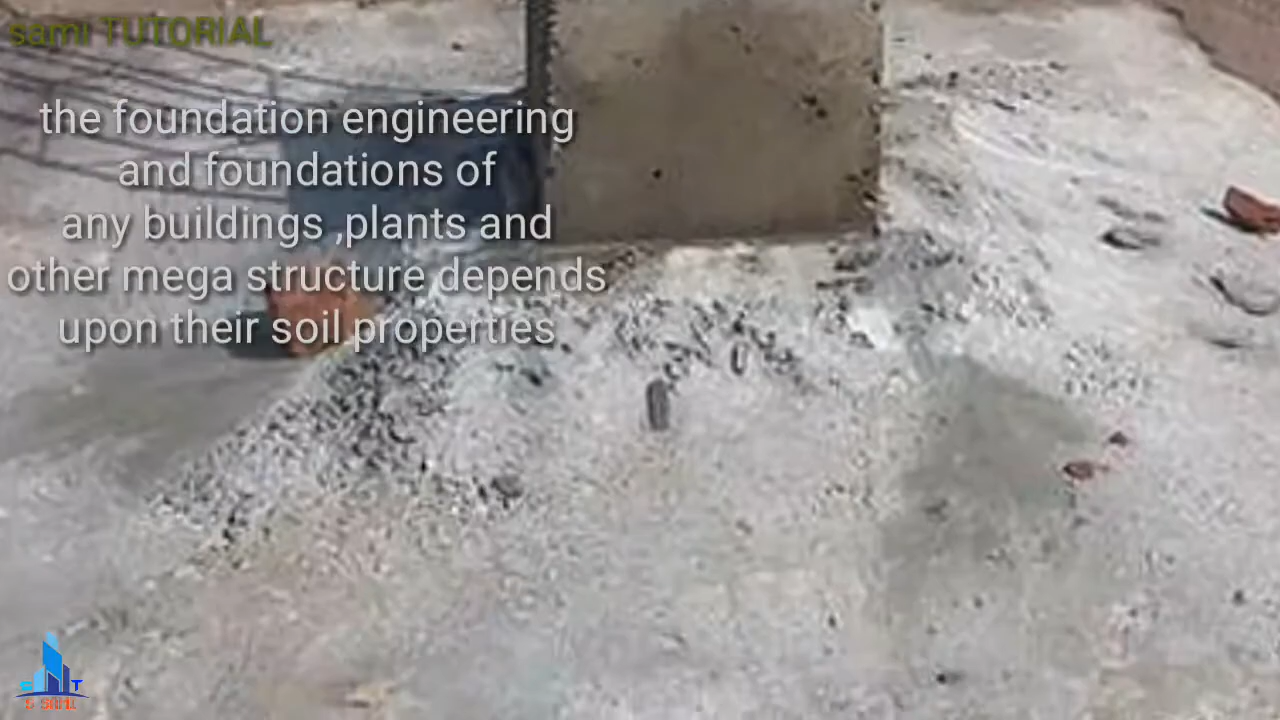 sami TUTORIAL
the foundation engineering
and foundations of
any buildings ,plants and
other mega structure depends
upon their soil properties